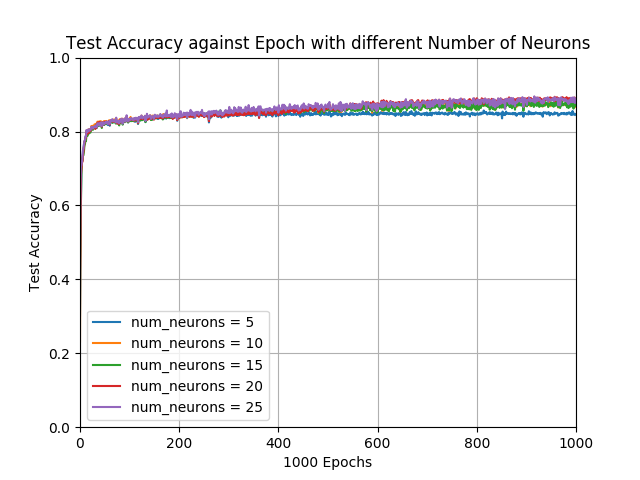 Test Accuracy against Epoch with different Number of Neurons
1.0
0.8
0.6
0.4
0.2
0.0
Test Accuracy
num_neurons = 5
num_neurons = 10
num_neurons = 15
num_neurons = 20
num_neurons = 25
0 200 400 600 800 1000
1000 Epochs